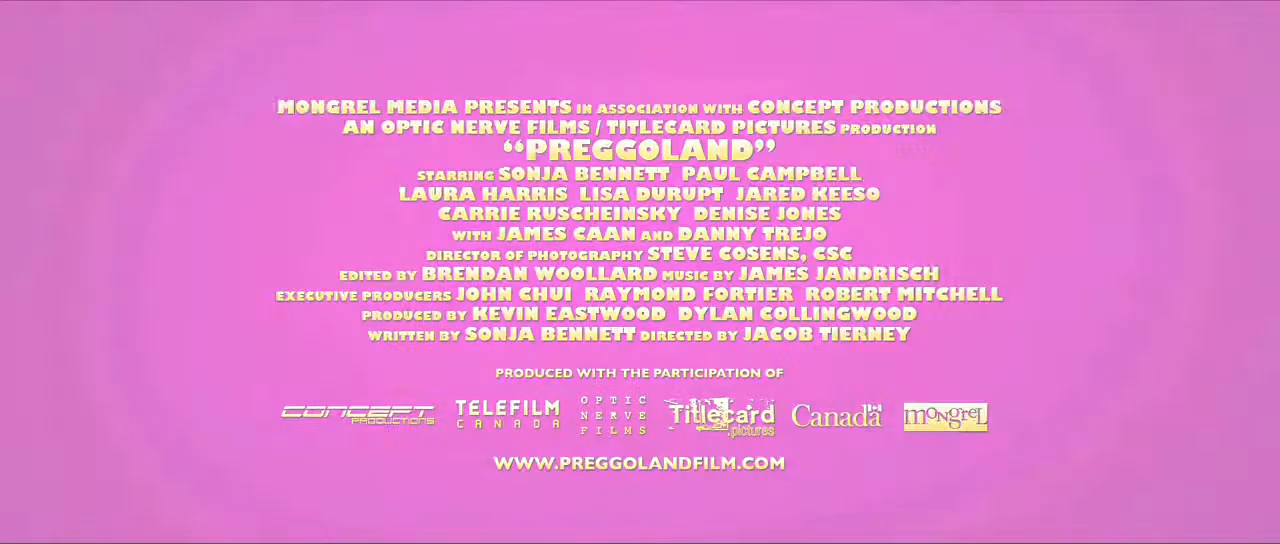 MONGREL MEDIA PRESENTS IN ASSOCIATION WITH CONCEPT PRODUCTIONS
AN OPTIC NERVE FILMS / TITLECARD PICTURES PRODUCTION
“PREGGOLAND”
STARRING SONJA BENNETT PAUL CAMPBELL
LAURA HARRIS LISA DURUPT JARED KEESO
CARRIE RUSCHEINSKY DENISE JONES
WITH JAMES CAAN AND DANNY TREJO
DIRECTOR OF PHOTOGRAPHY STEVE COSENS, CSC
EDITED BY BRENDAN WOOLLARD MUSIC BY JAMES JANDRISCH
EXECUTIVE PRODUCERS JOHN CHUI RAYMOND FORTIER ROBERT MITCHELL
PRODUCED BY KEVIN EASTWOOD DYLAN COLLINGWOOD
WRITTEN BY SONJA BENNETT DIRECTED BY JACOB TIERNEY
PRODUCED WITH THE PARTICIPATION OF
CONCEPT
PRODUCTIONS
TELEFILM
CANADA
OPTIC
NERVE
FILMS
Titlecard
.pictures
Canada
mongrel
WWW.PREGGOLANDFILM.COM